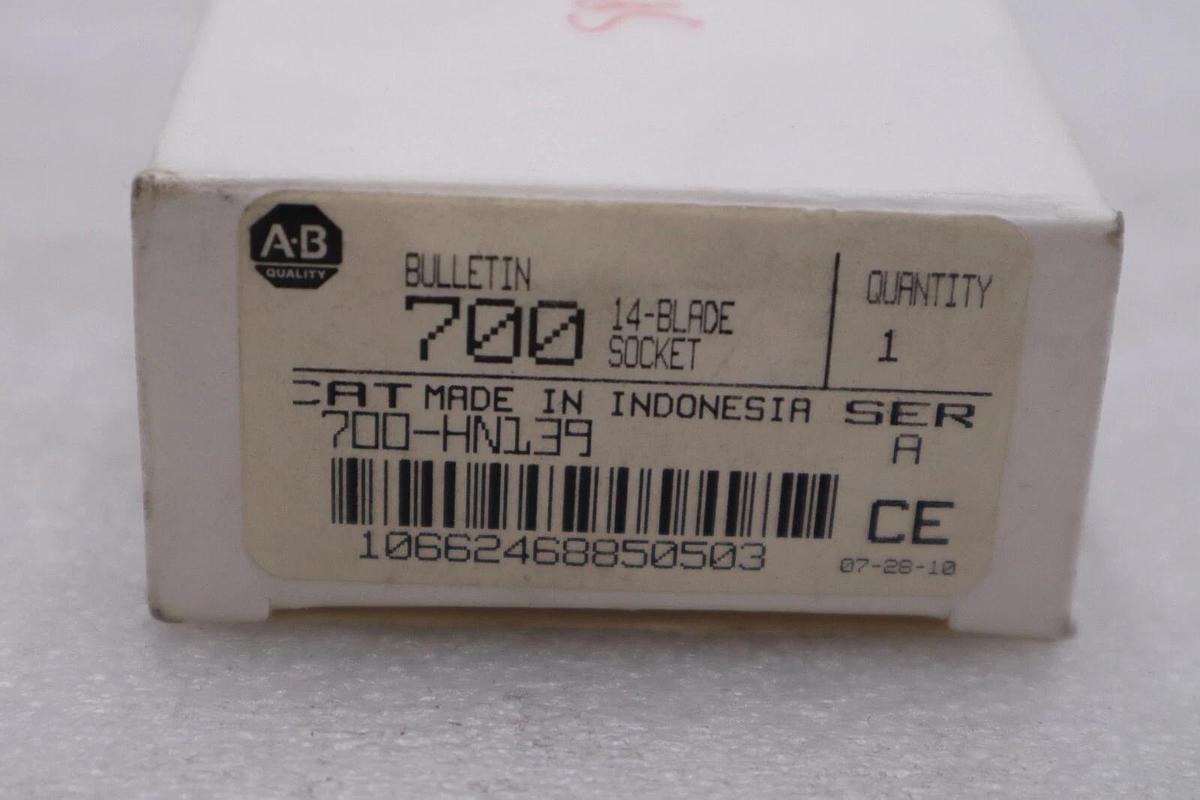 A·B
QUALITY
BULLETIN
700
14-BLADE
SOCKET
QUANTITY
1
CAT MADE IN INDONESIA SER
700-HN139
A
10662468850503
CE
07-28-10